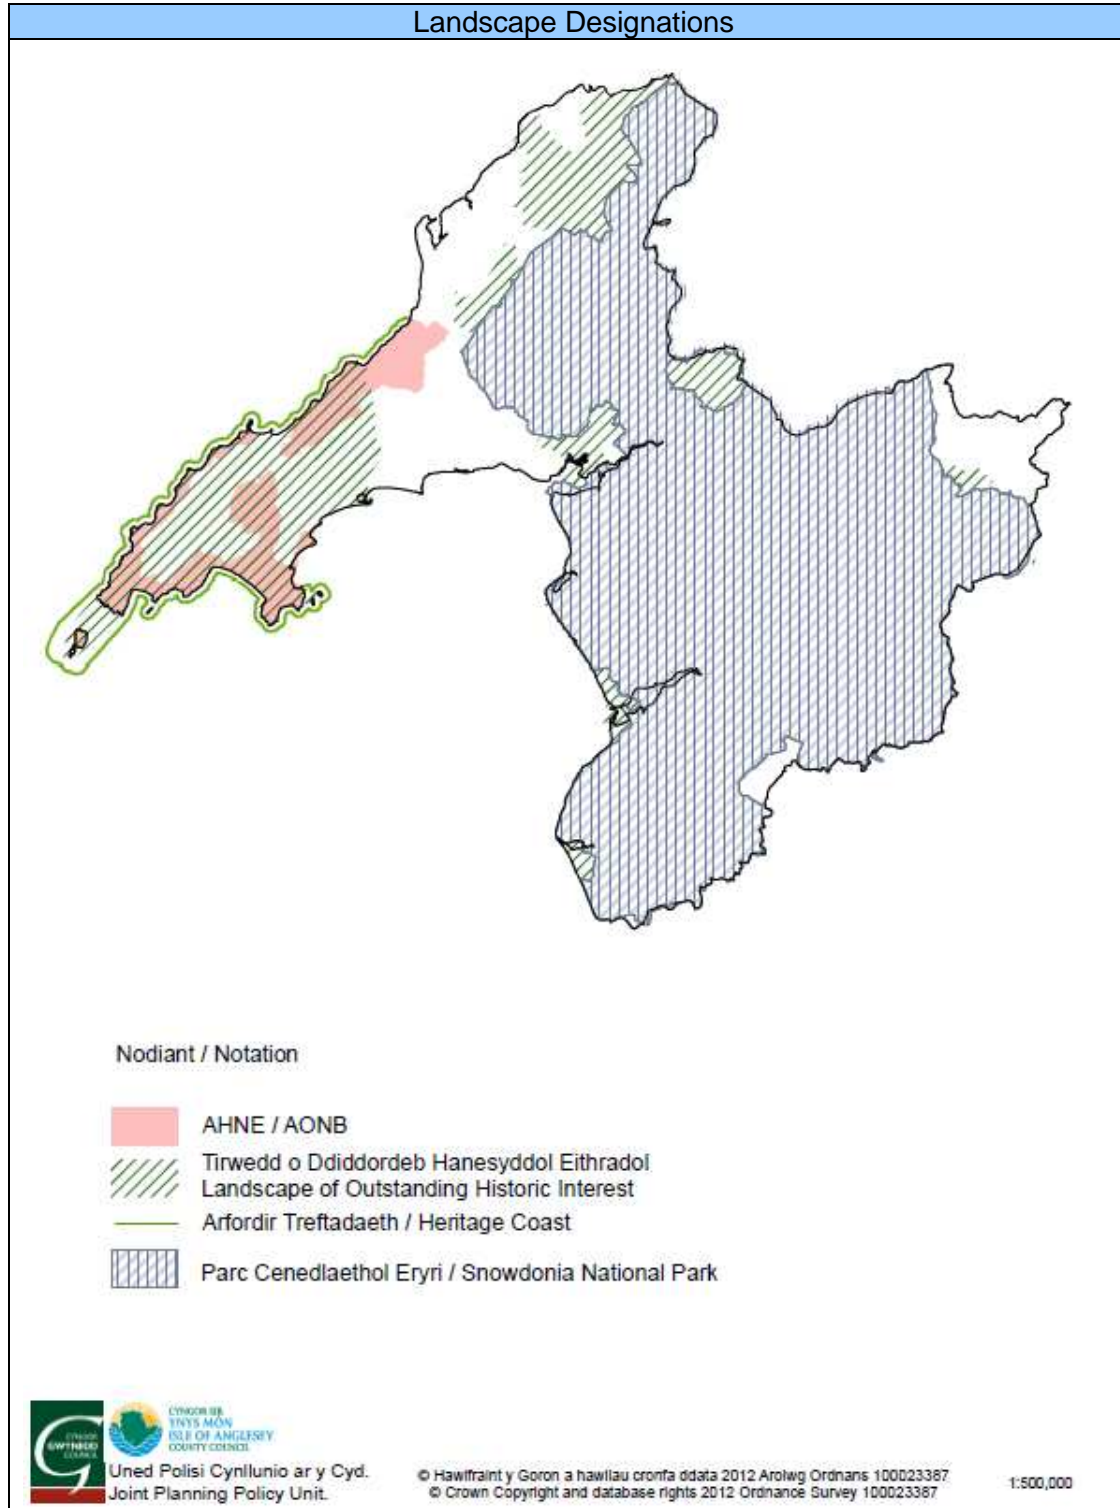 Landscape Designations
Nodiant / Notation
AHNE / AONB
Tirwedd o Ddiddordeb Hanesyddol Eithradol
Landscape of Outstanding Historic Interest
Arfordir Treftadaeth / Heritage Coast
Parc Cenedlaethol Eryri / Snowdonia National Park
CYNGOR
GWYNEDD
COUNCIL
CYNGOR SIR
YNYS MÔN
ISLE OF ANGLESEY
COUNTY COUNCIL
Uned Polisi Cynllunio ar y Cyd.
Joint Planning Policy Unit.
© Hawlfraint y Goron a hawliau cronfa ddata 2012 Arolwg Ordnans 100023387
© Crown Copyright and database rights 2012 Ordnance Survey 100023387
1:500,000